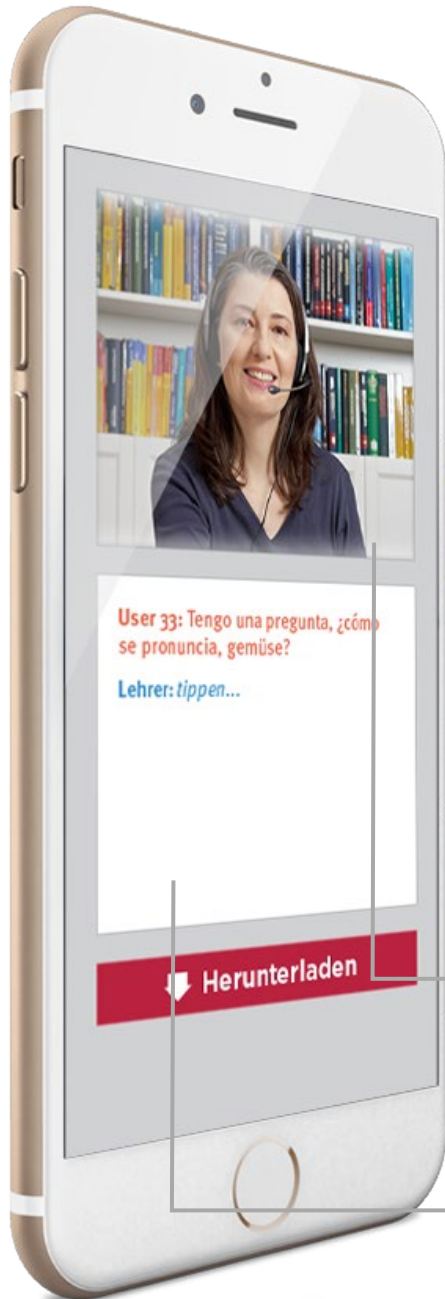 User 33: Tengo una pregunta, ¿cómo
se pronuncia, gemüse?
Lehrer: tippen...
Herunterladen